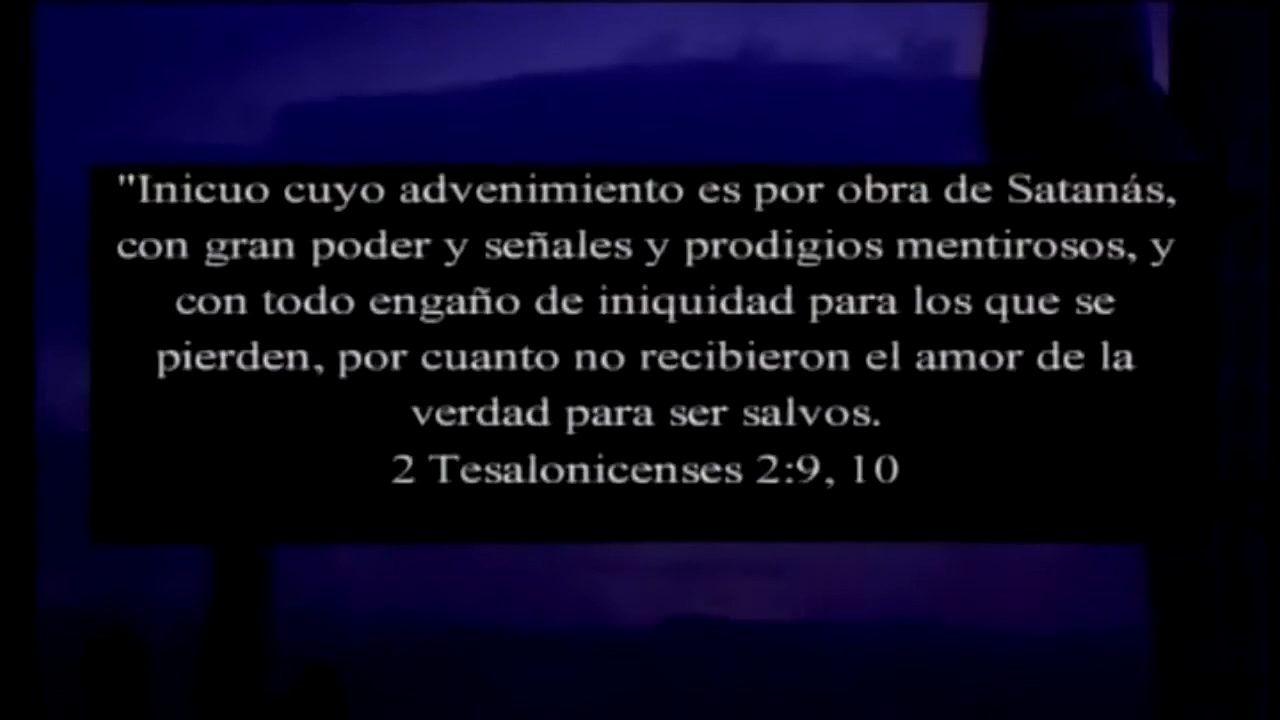 "Inicuo cuyo advenimiento es por obra de Satanás,
con gran poder y señales y prodigios mentirosos, y
con todo engaño de iniquidad para los que se
pierden, por cuanto no recibieron el amor de la
verdad para ser salvos.
2 Tesalonicenses 2:9, 10